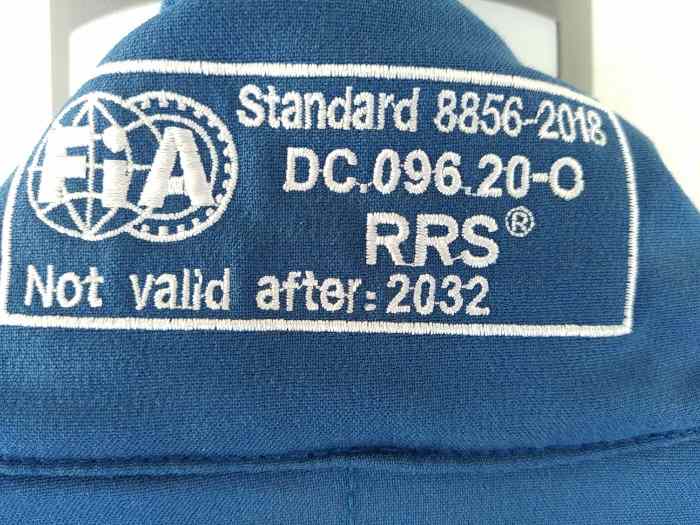 FiA
Standard 8856-2018
DC.096.20-O
RRS®
Not valid after: 2032